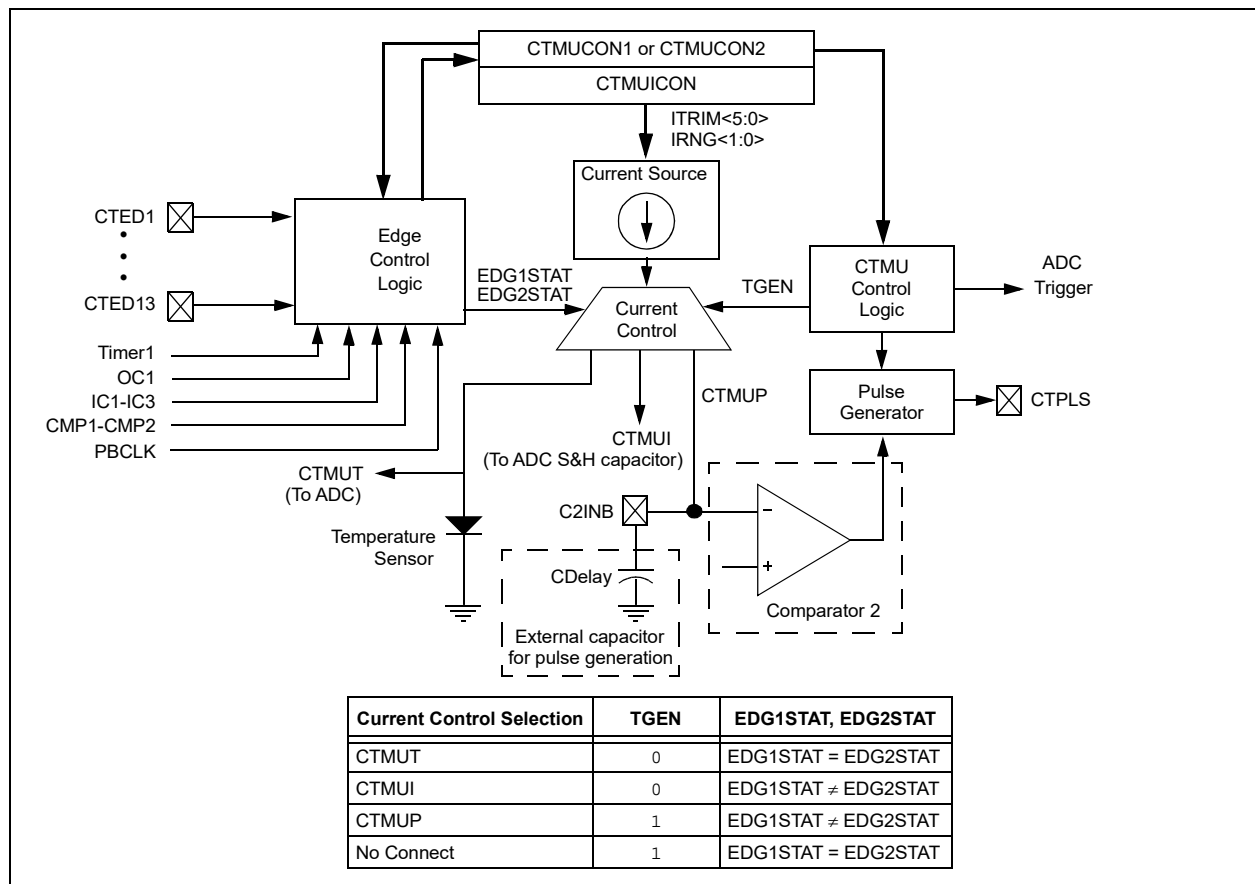 CTMUCON1 or CTMUCON2
CTMUICON
ITRIM<5:0>
IRNG<1:0>
Current Source
CTED1
CTED13
Edge
Control
Logic
EDG1STAT
EDG2STAT
Current
Control
TGEN
CTMU
Control
Logic
ADC
Trigger
Timer1
OC1
IC1-IC3
CMP1-CMP2
PBCLK
CTMUP
Pulse
Generator
CTPLS
CTMUT
(To ADC)
CTMUI
(To ADC S&H capacitor)
C2INB
Temperature
Sensor
CDelay
External capacitor
for pulse generation
−
+
Comparator 2
Current Control Selection TGEN EDG1STAT, EDG2STAT
CTMUT 0 EDG1STAT = EDG2STAT
CTMUI 0 EDG1STAT ≠ EDG2STAT
CTMUP 1 EDG1STAT ≠ EDG2STAT
No Connect 1 EDG1STAT = EDG2STAT